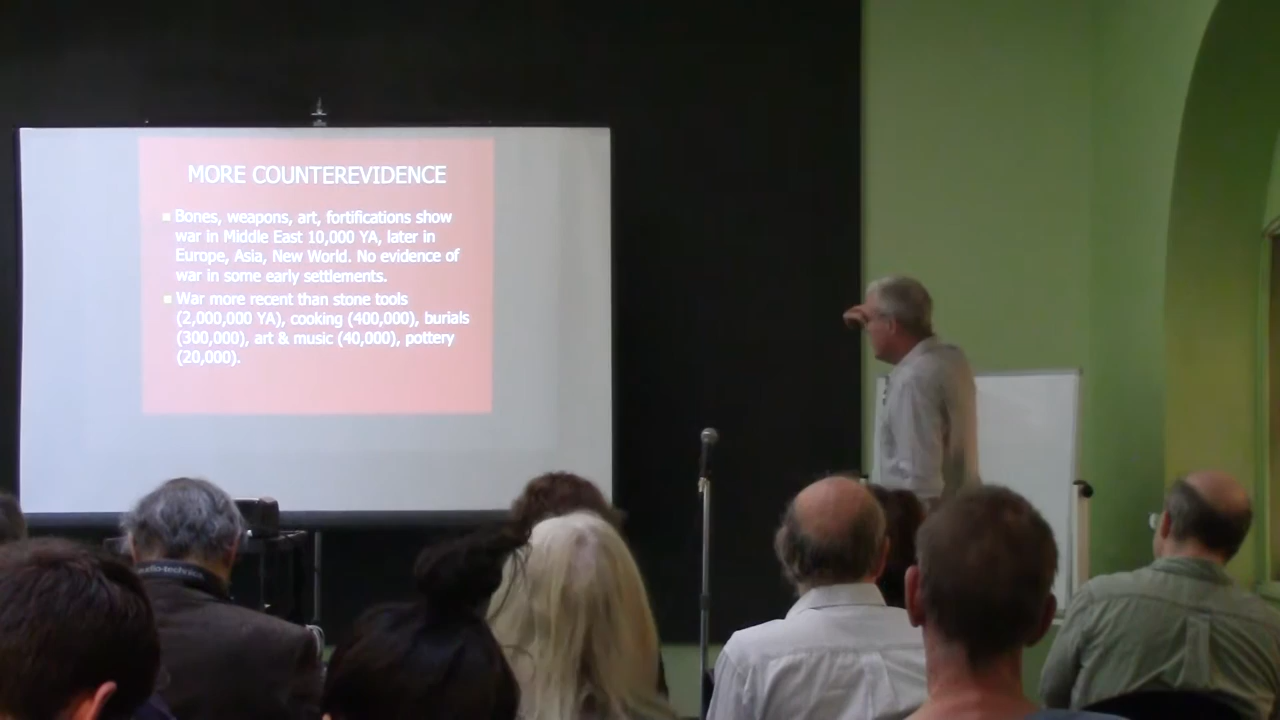 MORE COUNTEREVIDENCE
Bones, weapons, art, fortifications show
war in Middle East 10,000 YA, later in
Europe, Asia, New World. No evidence of
war in some early settlements.
War more recent than stone tools
(2,000,000 YA), cooking (400,000), burials
(300,000), art & music (40,000), pottery
(20,000).
audio-technica